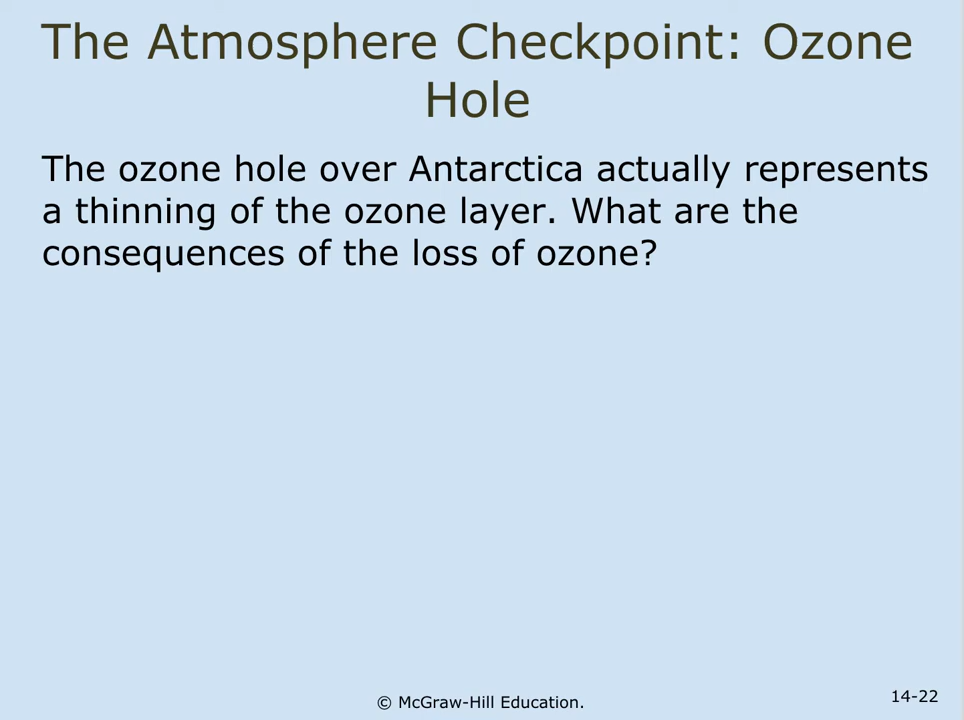 The Atmosphere Checkpoint: Ozone
Hole
The ozone hole over Antarctica actually represents
a thinning of the ozone layer. What are the
consequences of the loss of ozone?
© McGraw-Hill Education.
14-22